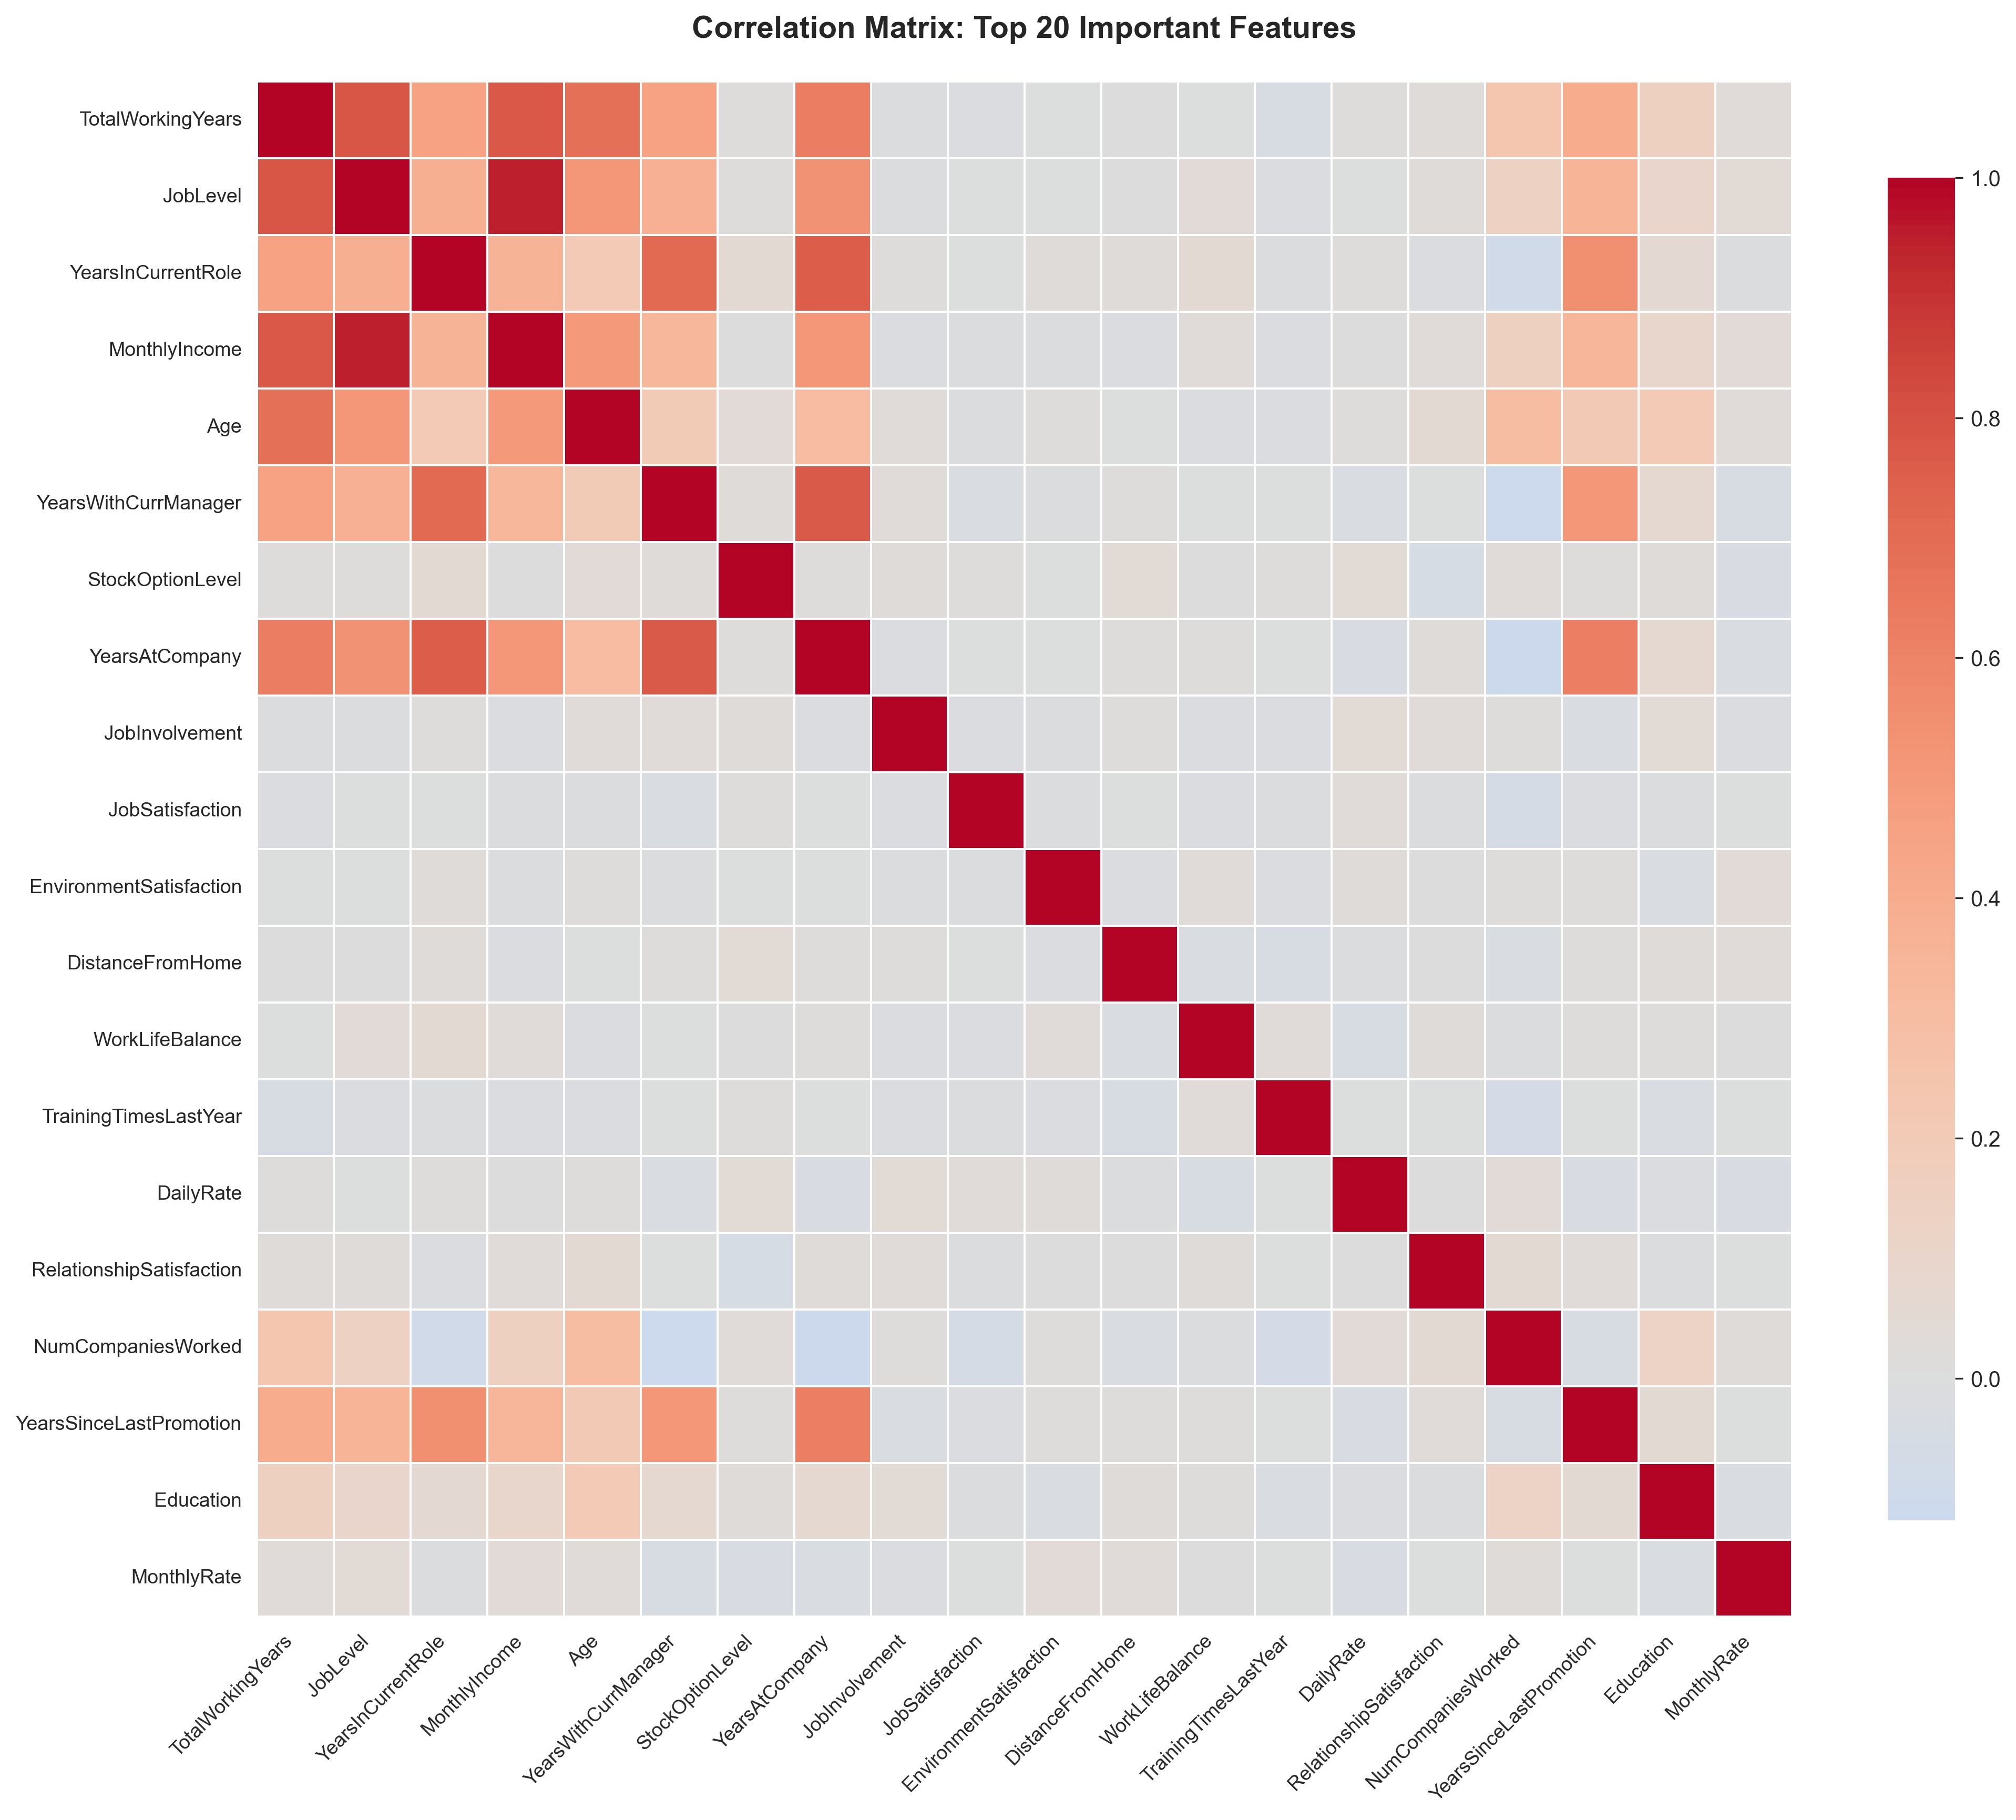 Correlation Matrix: Top 20 Important Features
TotalWorkingYears
JobLevel
YearsInCurrentRole
MonthlyIncome
Age
YearsWithCurrManager
StockOptionLevel
YearsAtCompany
JobInvolvement
JobSatisfaction
EnvironmentSatisfaction
DistanceFromHome
WorkLifeBalance
TrainingTimesLastYear
DailyRate
RelationshipSatisfaction
NumCompaniesWorked
YearsSinceLastPromotion
Education
MonthlyRate
TotalWorkingYears
JobLevel
YearsInCurrentRole
MonthlyIncome
Age
YearsWithCurrManager
StockOptionLevel
YearsAtCompany
JobInvolvement
JobSatisfaction
EnvironmentSatisfaction
DistanceFromHome
WorkLifeBalance
TrainingTimesLastYear
DailyRate
RelationshipSatisfaction
NumCompaniesWorked
YearsSinceLastPromotion
Education
MonthlyRate
1.0
0.8
0.6
0.4
0.2
0.0